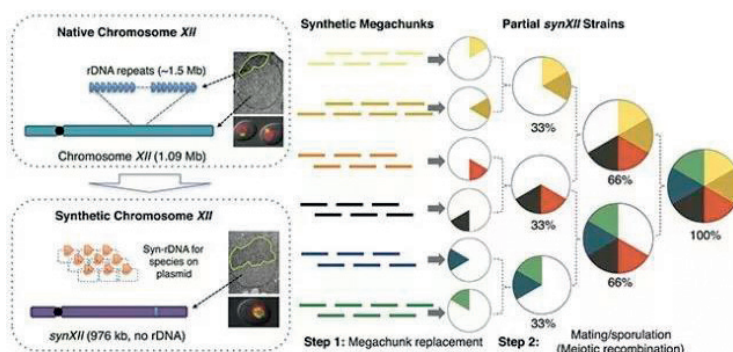 Native Chromosome Xii
rDNA repeats (~1.5 Mb)
Chromosome XII (1.09 Mb)
Synthetic Chromosome XII
Syn-rDNA for
species on
plasmid
synXII (976 kb, no rDNA)
Synthetic Megachunks
Step 1: Megachunk replacement
Partial synXII Strains
33%
33%
33%
66%
66%
100%
Step 2:
Mating/sporulation
(Meiotic recombination)